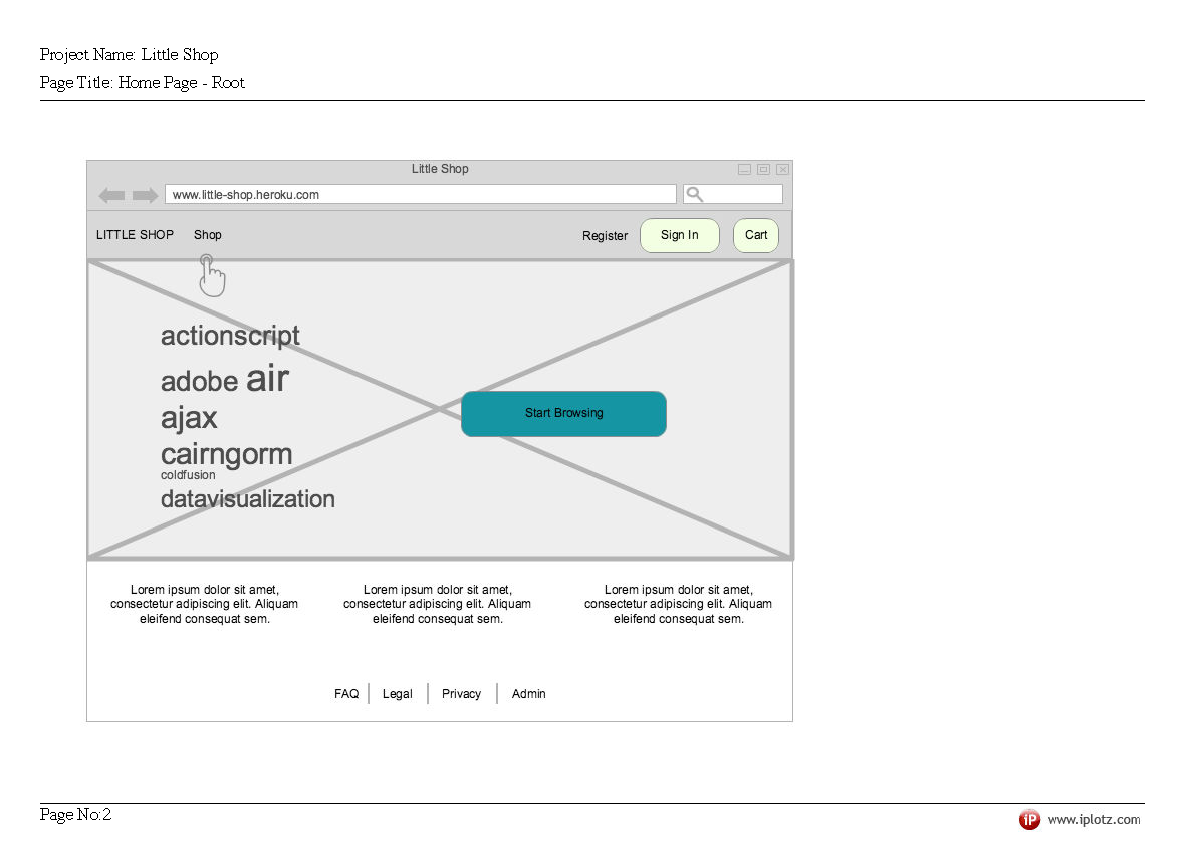 Project Name: Little Shop
Page Title: Home Page - Root
Little Shop
www.little-shop.heroku.com
LITTLE SHOP Shop Register Sign In Cart
actionscript
adobe air
ajax
cairngorm
coldfusion
datavisualization
Start Browsing
Lorem ipsum dolor sit amet,
consectetur adipiscing elit. Aliquam
eleifend consequat sem.
Lorem ipsum dolor sit amet,
consectetur adipiscing elit. Aliquam
eleifend consequat sem.
Lorem ipsum dolor sit amet,
consectetur adipiscing elit. Aliquam
eleifend consequat sem.
FAQ Legal Privacy Admin
Page No:2
iP www.iplotz.com